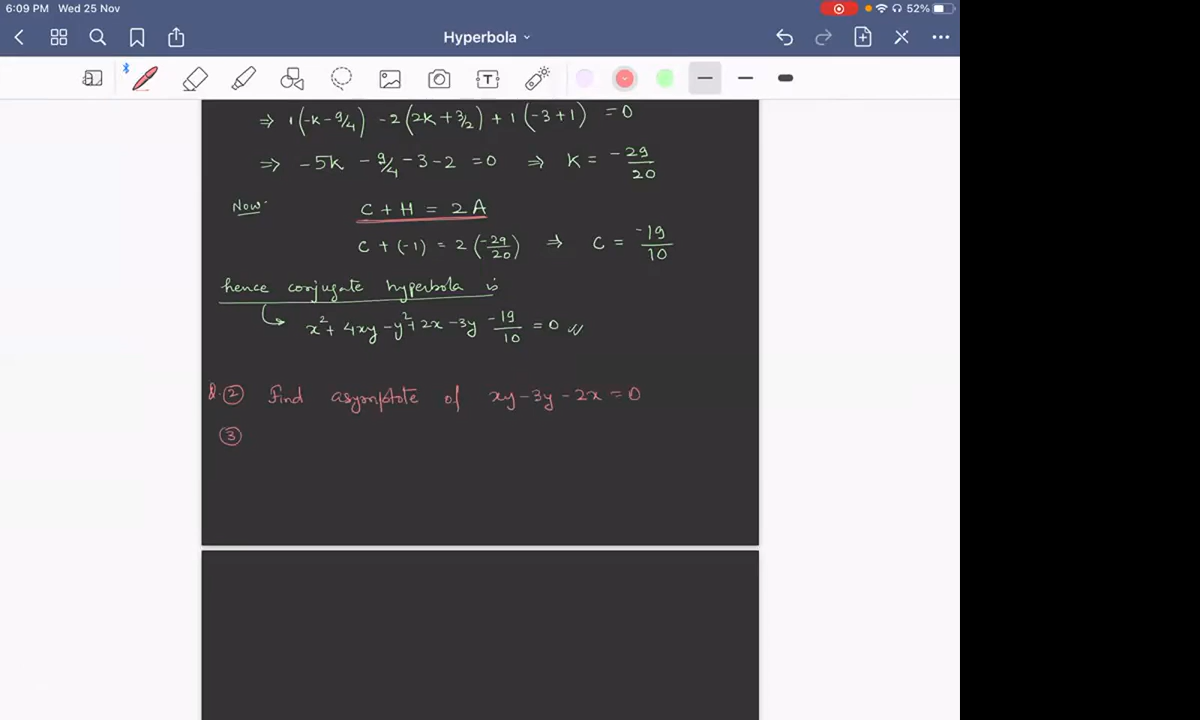 6:09 PM Wed 25 Nov 52%
Hyperbola
⇒ 1(-k-9/4) -2(2k+3/2) + 1(-3+1) = 0
⇒ -5k - 9/4 - 3 - 2 = 0 ⇒ k = -29/20
Now C + H = 2A
C + (-1) = 2(-29/20) ⇒ C = -19/10
hence conjugate hyperbola is
x² + 4xy - y² + 2x - 3y - 19/10 = 0
Q. ② Find asymptote of xy - 3y - 2x = 0
③